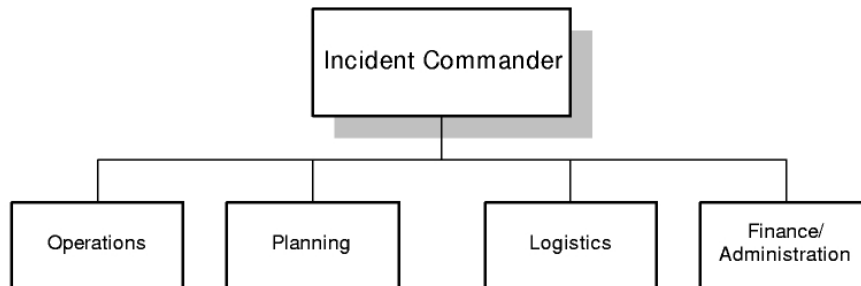 Incident Commander
Operations
Planning
Logistics
Finance/
Administration